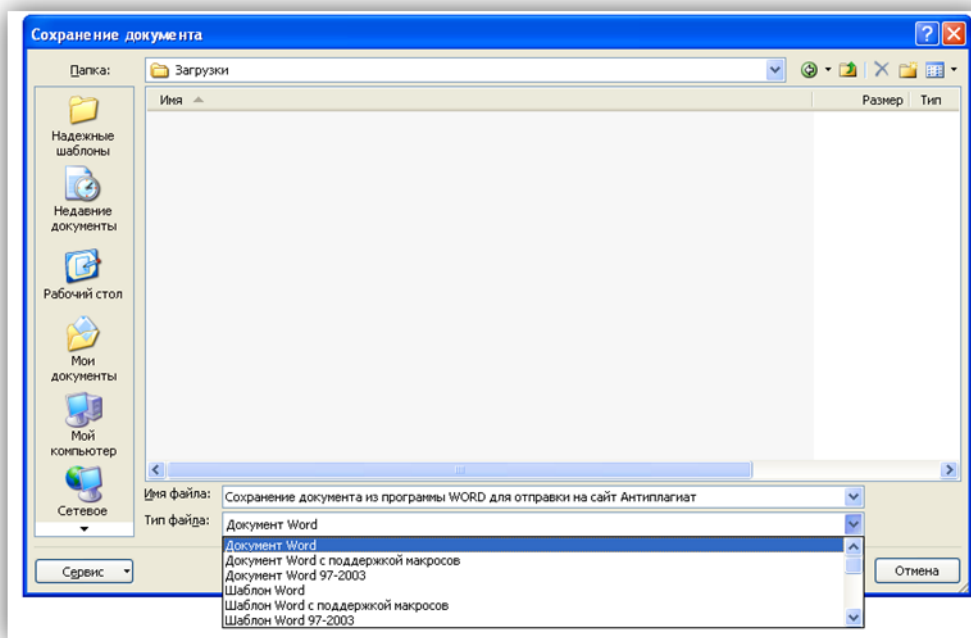 Сохранение документа
Папка:
Загрузки
Имя
Размер
Тип
Надежные
шаблоны
Недавние
документы
Рабочий стол
Мои
документы
Мой
компьютер
Сетевое
Имя файла:
Сохранение документа из программы WORD для отправки на сайт Антиплагиат
Тип файла:
Документ Word
Документ Word
Документ Word с поддержкой макросов
Документ Word 97-2003
Шаблон Word
Шаблон Word с поддержкой макросов
Шаблон Word 97-2003
Сервис
Отмена